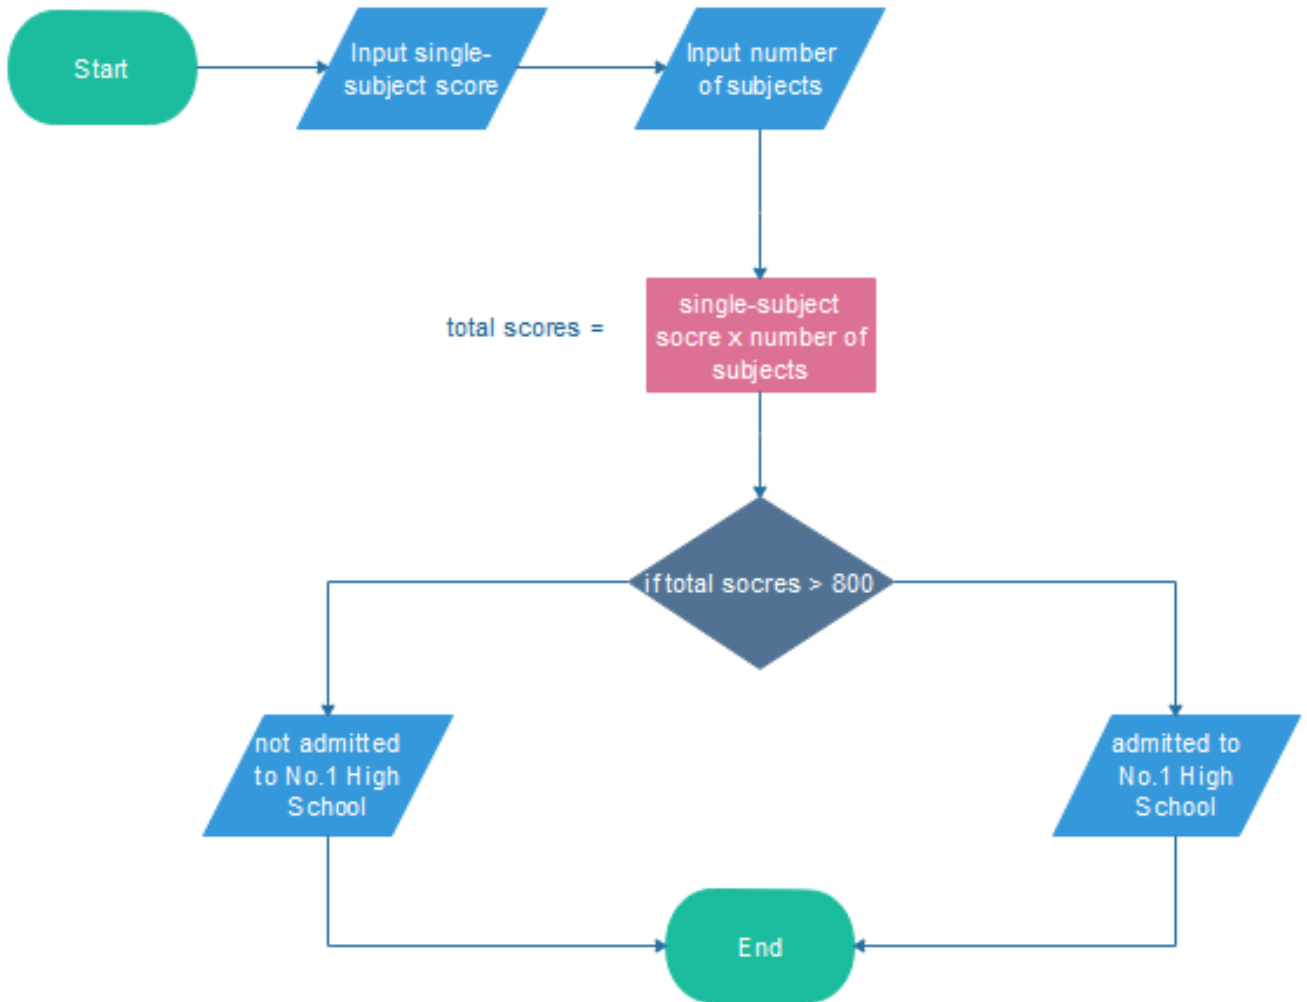 Start
Input single-
subject score
Input number
of subjects
total scores =
single-subject
socre x number of
subjects
if total socres > 800
not admitted
to No.1 High
School
admitted to
No.1 High
School
End